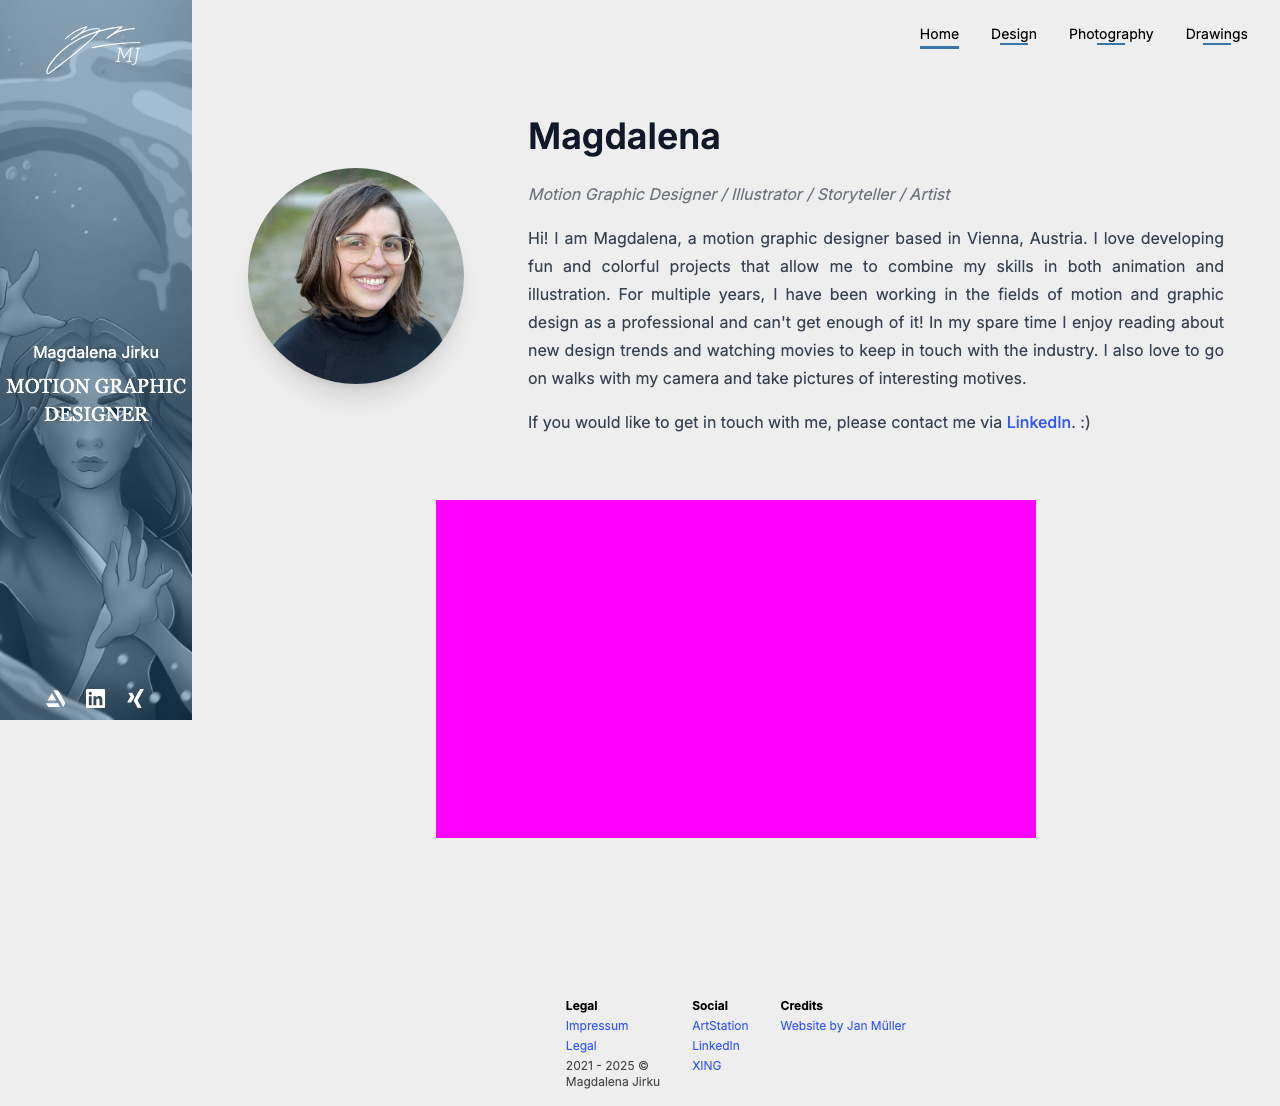 MJ
Magdalena Jirku
MOTION GRAPHIC
DESIGNER
Home
Design
Photography
Drawings
Magdalena
Motion Graphic Designer / Illustrator / Storyteller / Artist
Hi! I am Magdalena, a motion graphic designer based in Vienna, Austria. I love developing
fun and colorful projects that allow me to combine my skills in both animation and
illustration. For multiple years, I have been working in the fields of motion and graphic
design as a professional and can't get enough of it! In my spare time I enjoy reading about
new design trends and watching movies to keep in touch with the industry. I also love to go
on walks with my camera and take pictures of interesting motives.
If you would like to get in touch with me, please contact me via LinkedIn. :)
Legal
Impressum
Legal
2021 - 2025 ©
Magdalena Jirku
Social
ArtStation
LinkedIn
XING
Credits
Website by Jan Müller